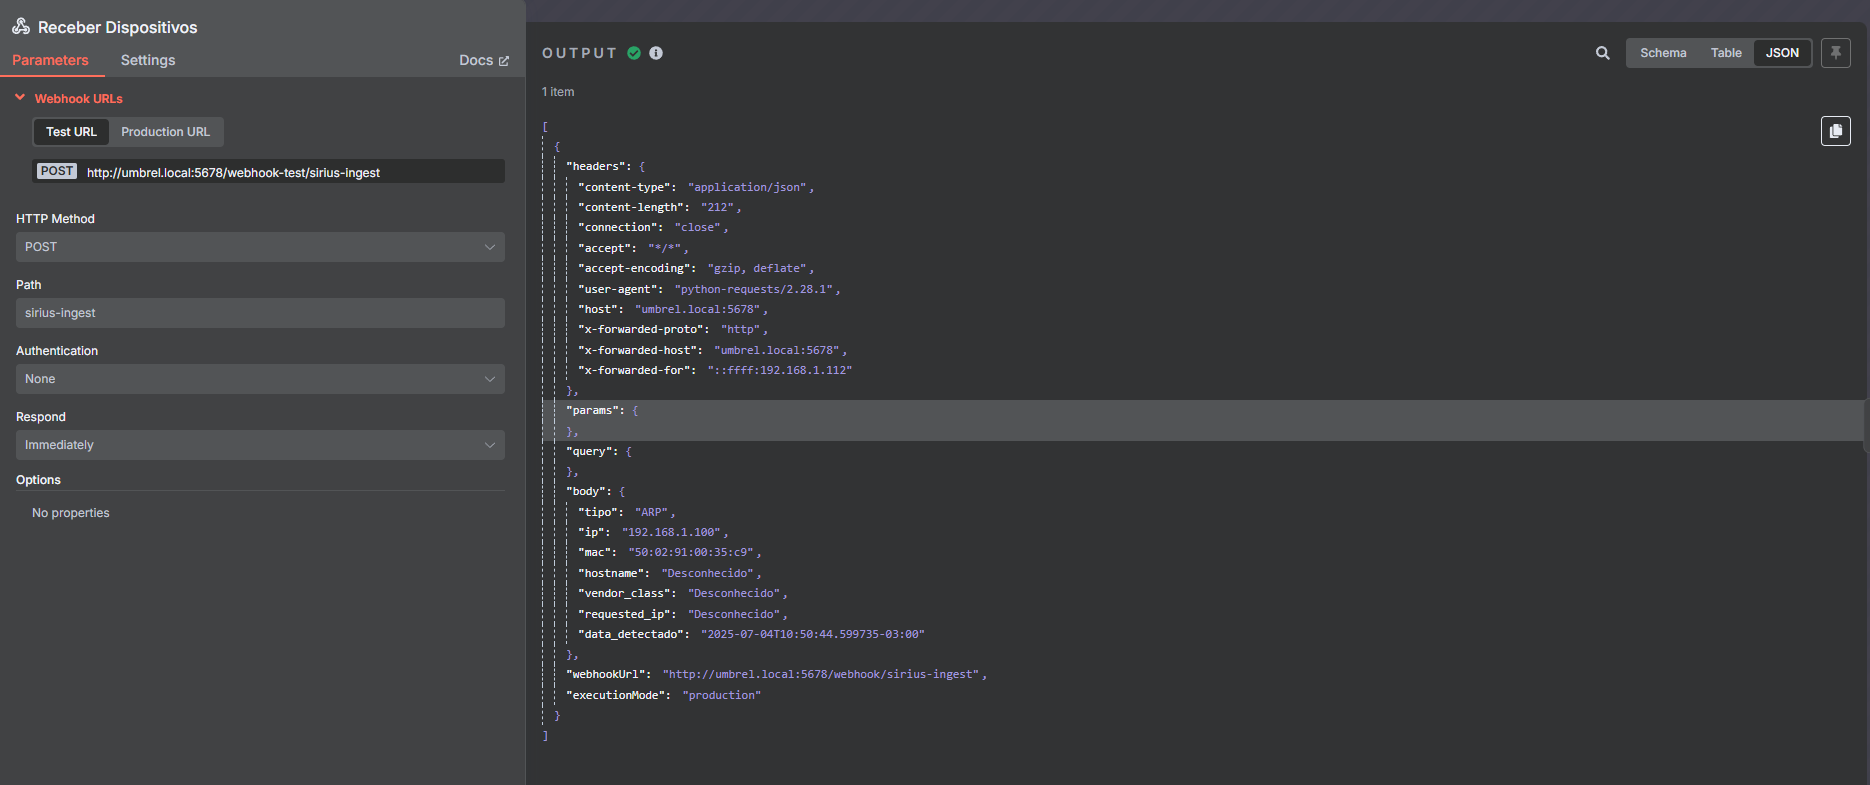 Receber Dispositivos
Parameters
Settings
Docs
Webhook URLs
Test URL
Production URL
POST
http://umbrel.local:5678/webhook-test/sirius-ingest
HTTP Method
POST
Path
sirius-ingest
Authentication
None
Respond
Immediately
Options
No properties
OUTPUT
Schema
Table
JSON
1 item
[
{
"headers": {
"content-type": "application/json",
"content-length": "212",
"connection": "close",
"accept": "*/*",
"accept-encoding": "gzip, deflate",
"user-agent": "python-requests/2.28.1",
"host": "umbrel.local:5678",
"x-forwarded-proto": "http",
"x-forwarded-host": "umbrel.local:5678",
"x-forwarded-for": "::ffff:192.168.1.112"
},
"params": {
},
"query": {
},
"body": {
"tipo": "ARP",
"ip": "192.168.1.100",
"mac": "50:02:91:00:35:c9",
"hostname": "Desconhecido",
"vendor_class": "Desconhecido",
"requested_ip": "Desconhecido",
"data_detectado": "2025-07-04T10:50:44.599735-03:00"
},
"webhookUrl": "http://umbrel.local:5678/webhook/sirius-ingest",
"executionMode": "production"
}
]